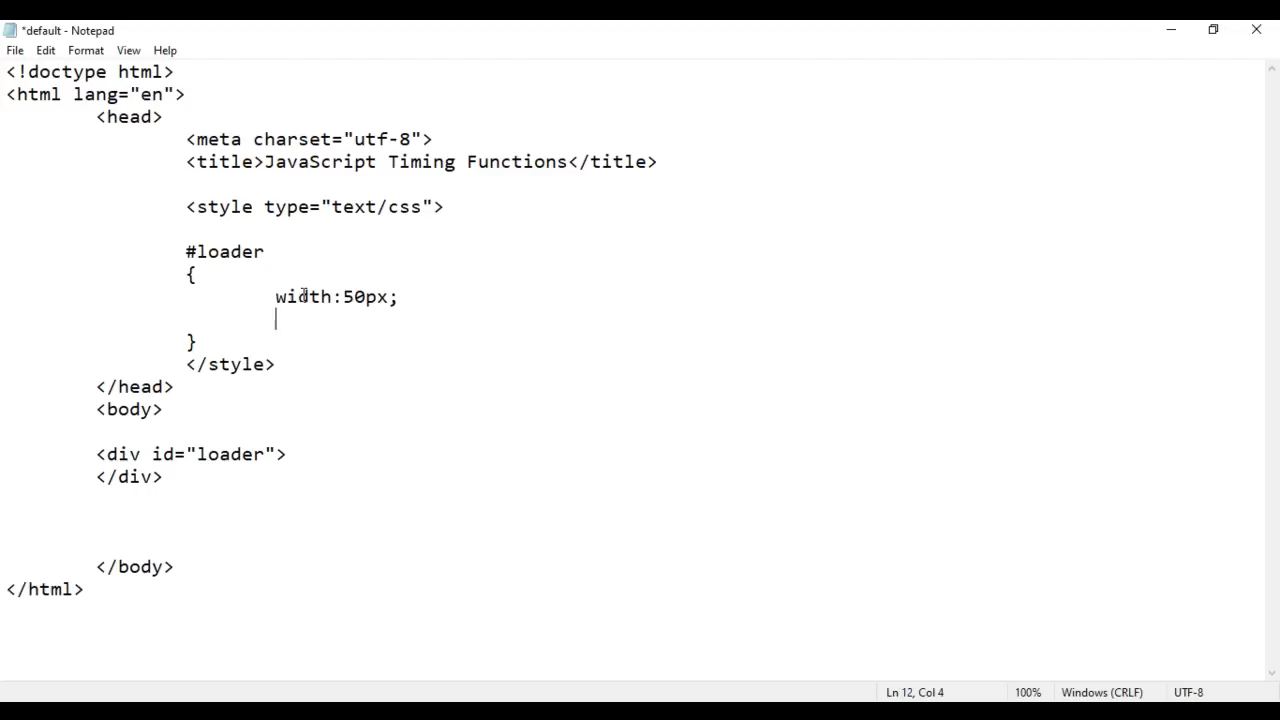 *default - Notepad
File Edit Format View Help
<!doctype html>
<html lang="en">
<head>
<meta charset="utf-8">
<title>JavaScript Timing Functions</title>
<style type="text/css">
#loader
{
width:50px;
}
</style>
</head>
<body>
<div id="loader">
</div>
</body>
</html>
Ln 12, Col 4 100% Windows (CRLF) UTF-8